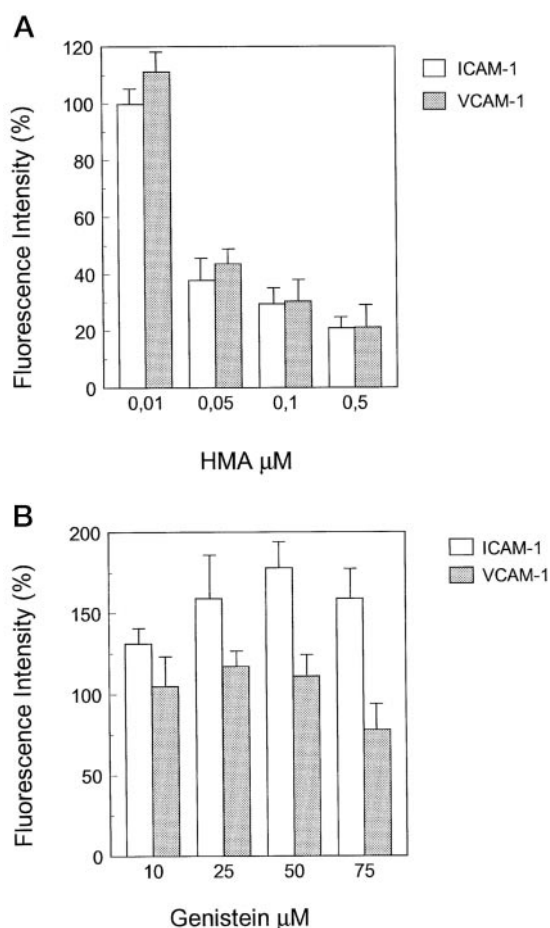 A
120
100
80
60
40
20
0
Fluorescence Intensity (%)
0,01 0,05 0,1 0,5
HMA μM
ICAM-1
VCAM-1
B
200
150
100
50
0
Fluorescence Intensity (%)
10 25 50 75
Genistein μM
ICAM-1
VCAM-1